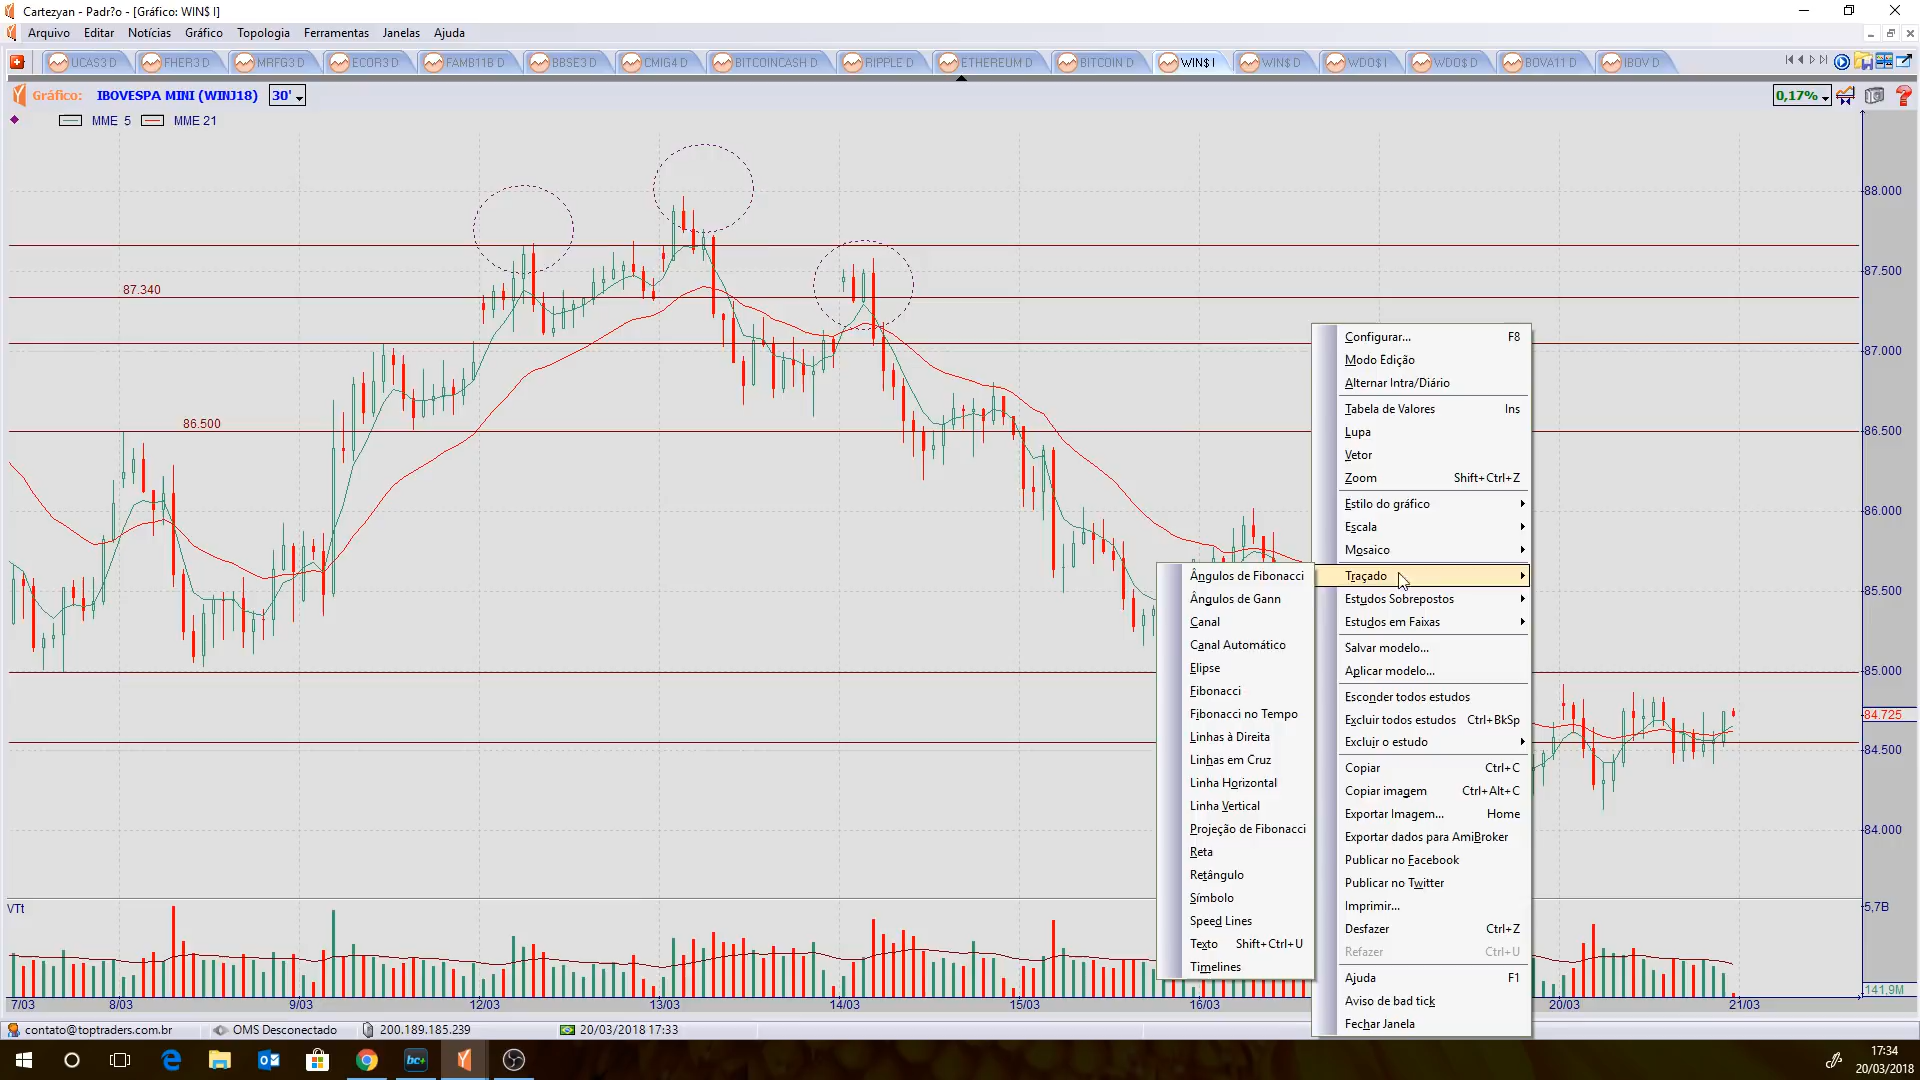 Cartezyan - Padr?o - [Gráfico: WIN$ I]
Arquivo Editar Notícias Gráfico Topologia Ferramentas Janelas Ajuda
UCAS3 D FHER3 D MRFG3 D ECOR3 D FAMB11B D BBSE3 D CMIG4 D BITCOINCASH D RIPPLE D ETHEREUM D BITCOIN D WIN$ I WIN$ D WDO$ I WDO$ D BOVA11 D IBOV D
Gráfico: IBOVESPA MINI (WINJ18) 30' 0,17%
MME 5 MME 21
88.000
87.500
87.340
87.000
86.500
86.500
86.000
85.500
85.000
84.725
84.500
84.000
Configurar... F8
Modo Edição
Alternar Intra/Diário
Tabela de Valores Ins
Lupa
Vetor
Zoom Shift+Ctrl+Z
Estilo do gráfico
Escala
Mosaico
Traçado
Estudos Sobrepostos
Estudos em Faixas
Salvar modelo...
Aplicar modelo...
Esconder todos estudos
Excluir todos estudos Ctrl+BkSp
Excluir o estudo
Copiar Ctrl+C
Copiar imagem Ctrl+Alt+C
Exportar Imagem... Home
Exportar dados para AmiBroker
Publicar no Facebook
Publicar no Twitter
Imprimir...
Desfazer Ctrl+Z
Refazer Ctrl+U
Ajuda F1
Aviso de bad tick
Fechar Janela
Ângulos de Fibonacci
Ângulos de Gann
Canal
Canal Automático
Elipse
Fibonacci
Fibonacci no Tempo
Linhas à Direita
Linhas em Cruz
Linha Horizontal
Linha Vertical
Projeção de Fibonacci
Reta
Retângulo
Símbolo
Speed Lines
Texto Shift+Ctrl+U
Timelines
VTt
5,7B
141,9M
7/03 8/03 9/03 12/03 13/03 14/03 15/03 16/03 20/03 21/03
contato@toptraders.com.br OMS Desconectado 200.189.185.239 20/03/2018 17:33
bc+
17:34
20/03/2018